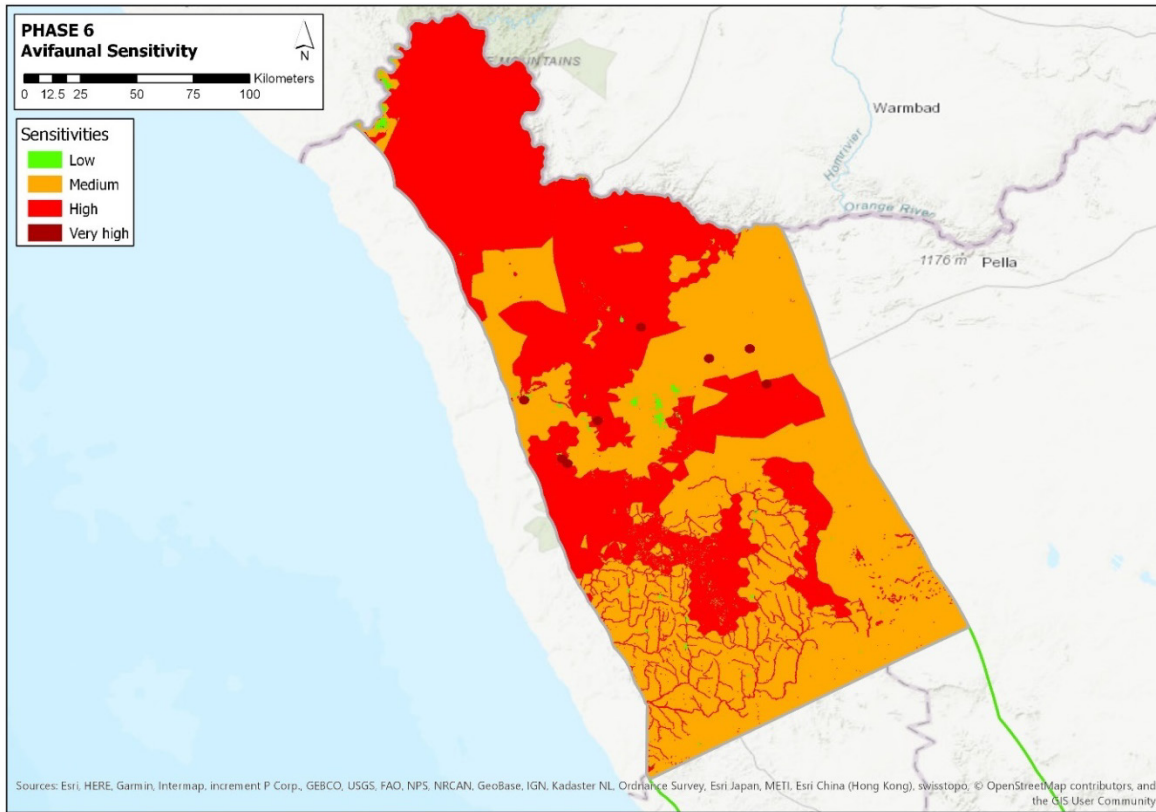 PHASE 6
Avifaunal Sensitivity
N
Kilometers
0 12.5 25 50 75 100
Sensitivities
Low
Medium
High
Very high
MOUNTAINS
Warmbad
Homrivier
Orange River
1176 m
Pella
Sources: Esri, HERE, Garmin, Intermap, increment P Corp., GEBCO, USGS, FAO, NPS, NRCAN, GeoBase, IGN, Kadaster NL, Ordnance Survey, Esri Japan, METI, Esri China (Hong Kong), swisstopo, © OpenStreetMap contributors, and
the GIS User Community